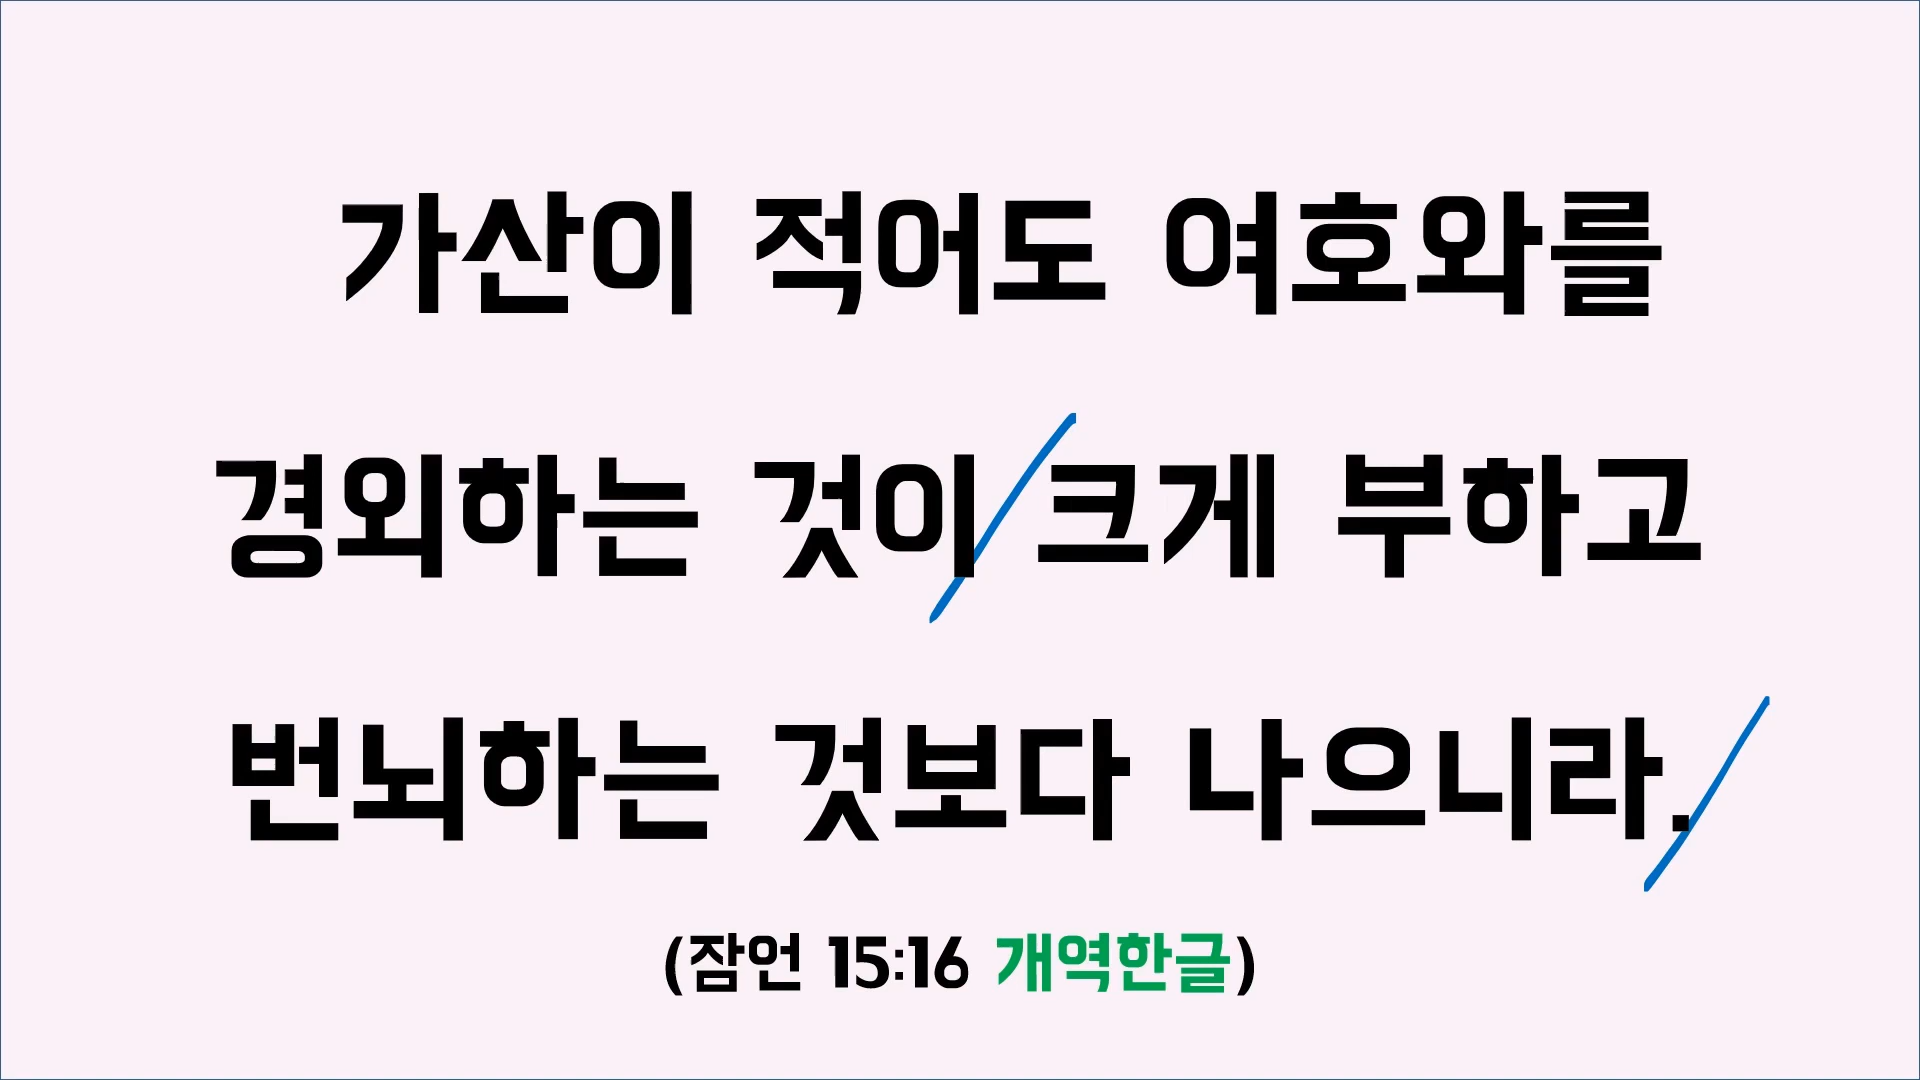 가산이 적어도 여호와를
경외하는 것이 크게 부하고
번뇌하는 것보다 나으니라.
(잠언 15:16 개역한글)